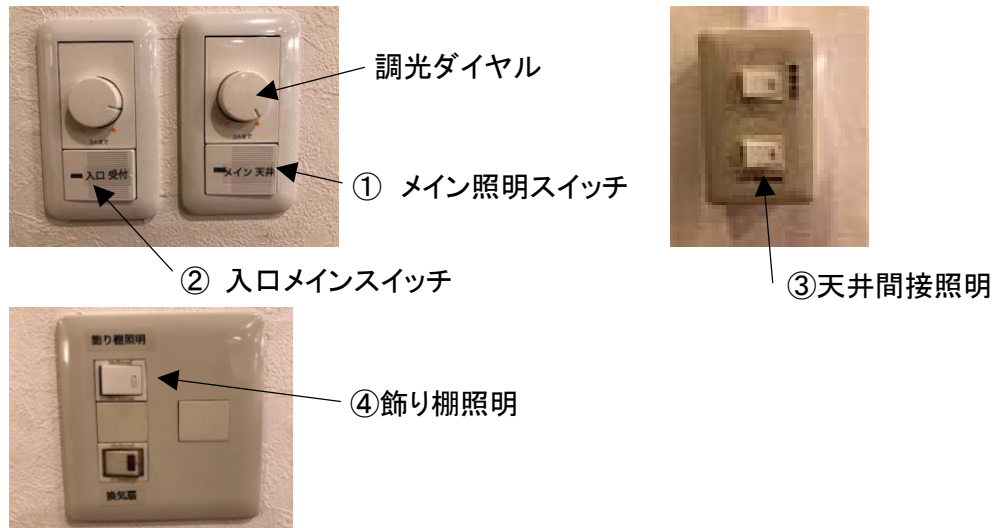 調光ダイヤル
入口 受付
メイン 天井
① メイン照明スイッチ
② 入口メインスイッチ
③天井間接照明
飾り棚照明
④飾り棚照明
換気扇